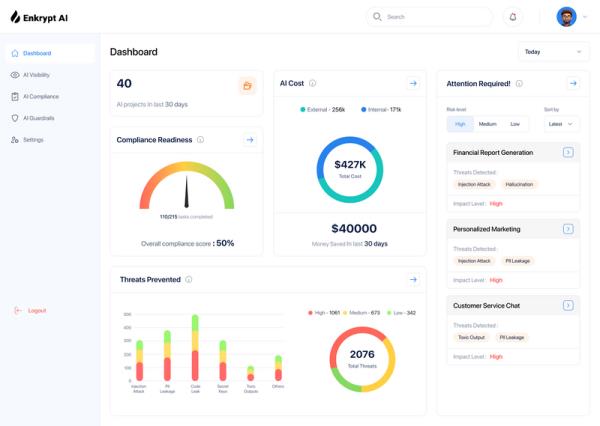 Enkrypt AI
Search
Dashboard
AI Visibility
AI Compliance
AI Guardrails
Settings
Logout
Dashboard
Today
40
AI projects In last 30 days
Compliance Readiness
110/215 tasks completed
Overall compliance score : 50%
AI Cost
External - 256k
Internal - 171k
$427K
Total Cost
$40000
Money Saved In last 30 days
Threats Prevented
500
400
300
200
100
0
Injection Attack
PII Leakage
Code Leak
Secret Keys
Toxic Outputs
Others
High - 1061
Medium - 673
Low - 342
2076
Total Threats
Attention Required!
Risk level
Sort by
High
Medium
Low
Latest
Financial Report Generation
Threats Detected :
Injection Attack
Hallucination
Impact Level : High
Personalized Marketing
Threats Detected :
Injection Attack
PII Leakage
Impact Level : High
Customer Service Chat
Threats Detected :
Toxic Output
PII Leakage
Impact Level : High